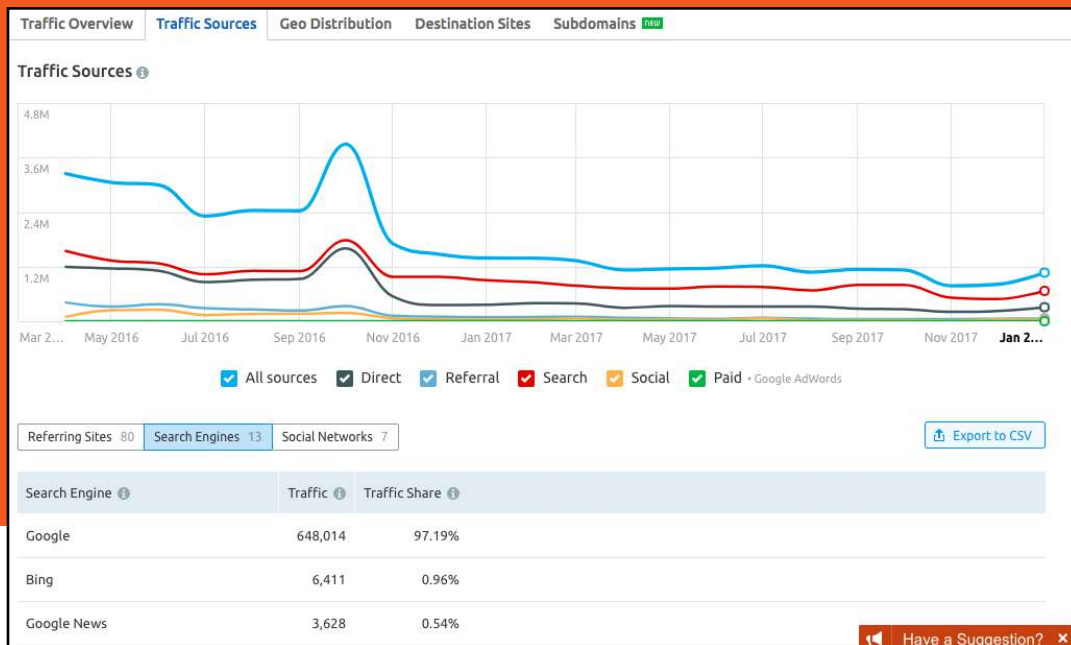 Traffic Overview Traffic Sources Geo Distribution Destination Sites Subdomains NEW
Traffic Sources
4.8M
3.6M
2.4M
1.2M
Mar 2... May 2016 Jul 2016 Sep 2016 Nov 2016 Jan 2017 Mar 2017 May 2017 Jul 2017 Sep 2017 Nov 2017 Jan 2...
All sources Direct Referral Search Social Paid • Google AdWords
Referring Sites 80 Search Engines 13 Social Networks 7 Export to CSV
Search Engine Traffic Traffic Share
Google 648,014 97.19%
Bing 6,411 0.96%
Google News 3,628 0.54%
Have a Suggestion? ×